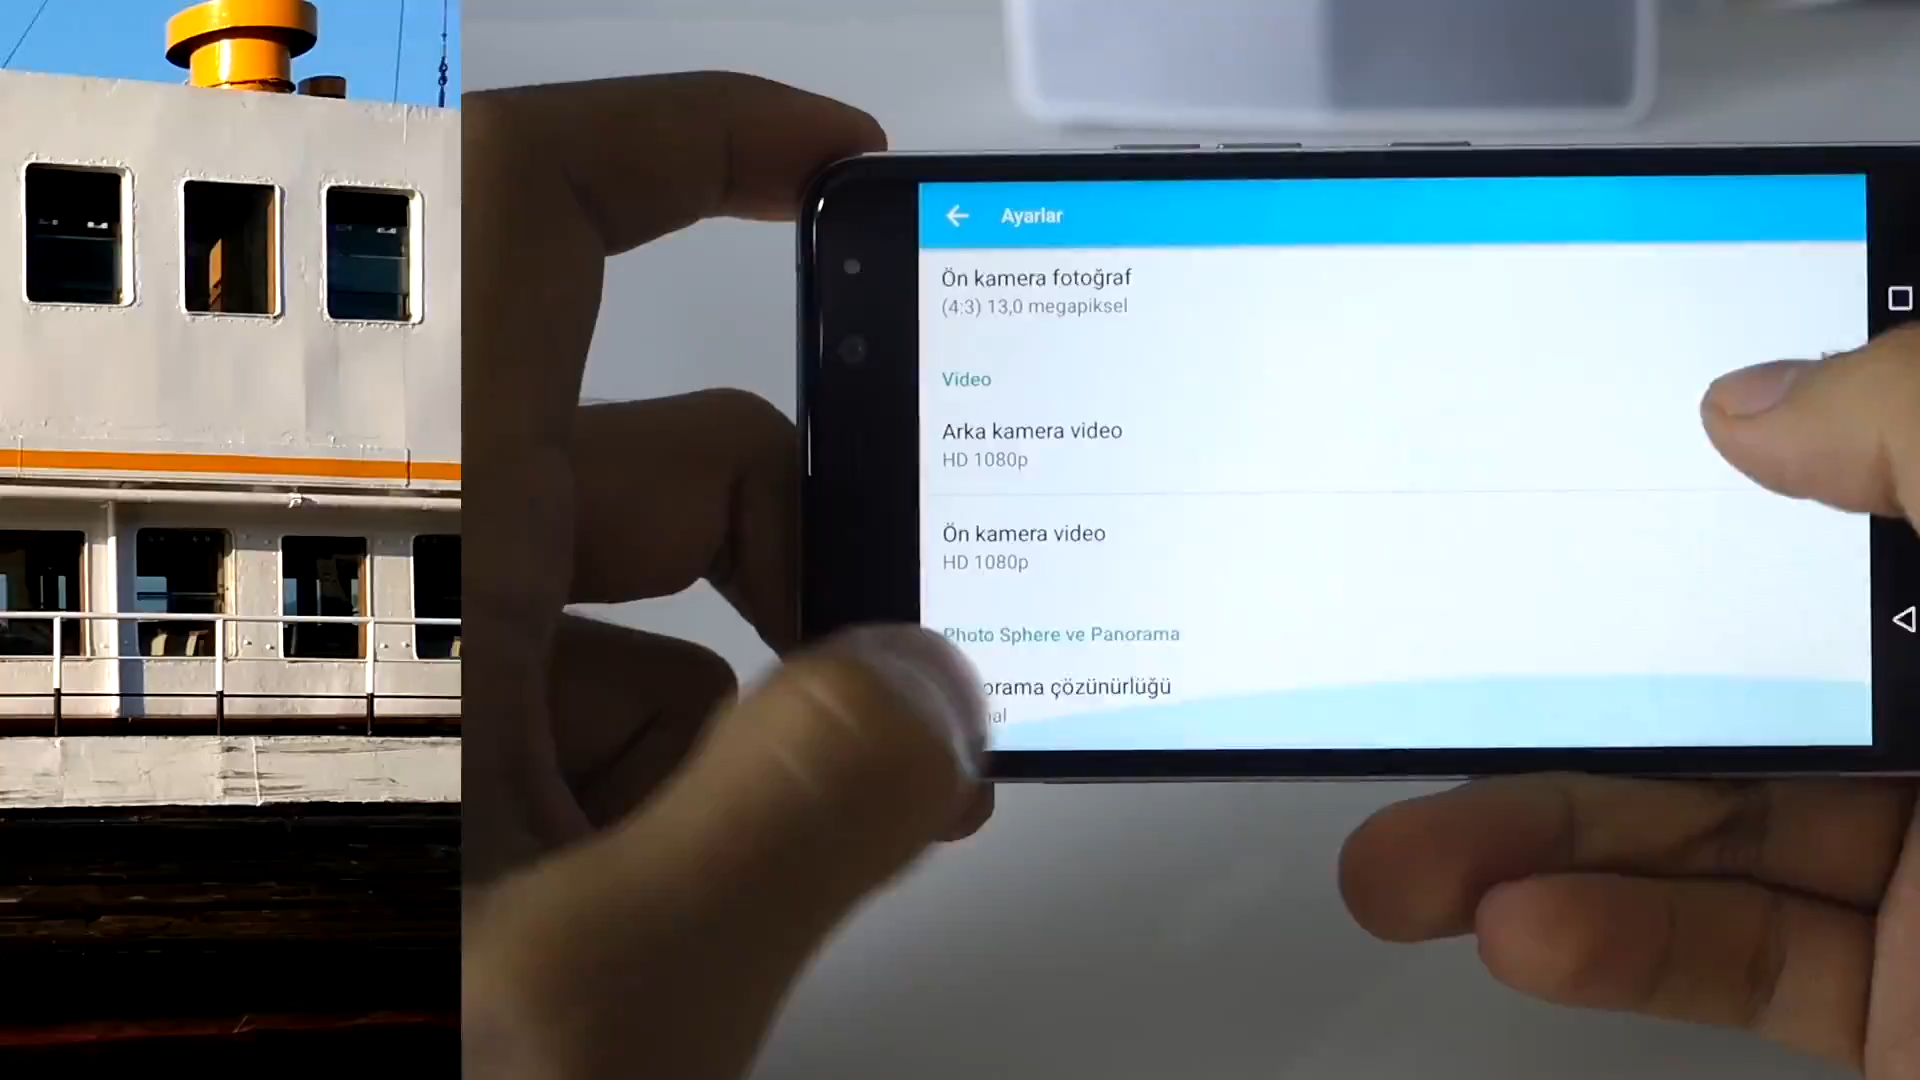 Ayarlar
Ön kamera fotoğraf
(4:3) 13,0 megapiksel
Video
Arka kamera video
HD 1080p
Ön kamera video
HD 1080p
Photo Sphere ve Panorama
çözünürlüğü